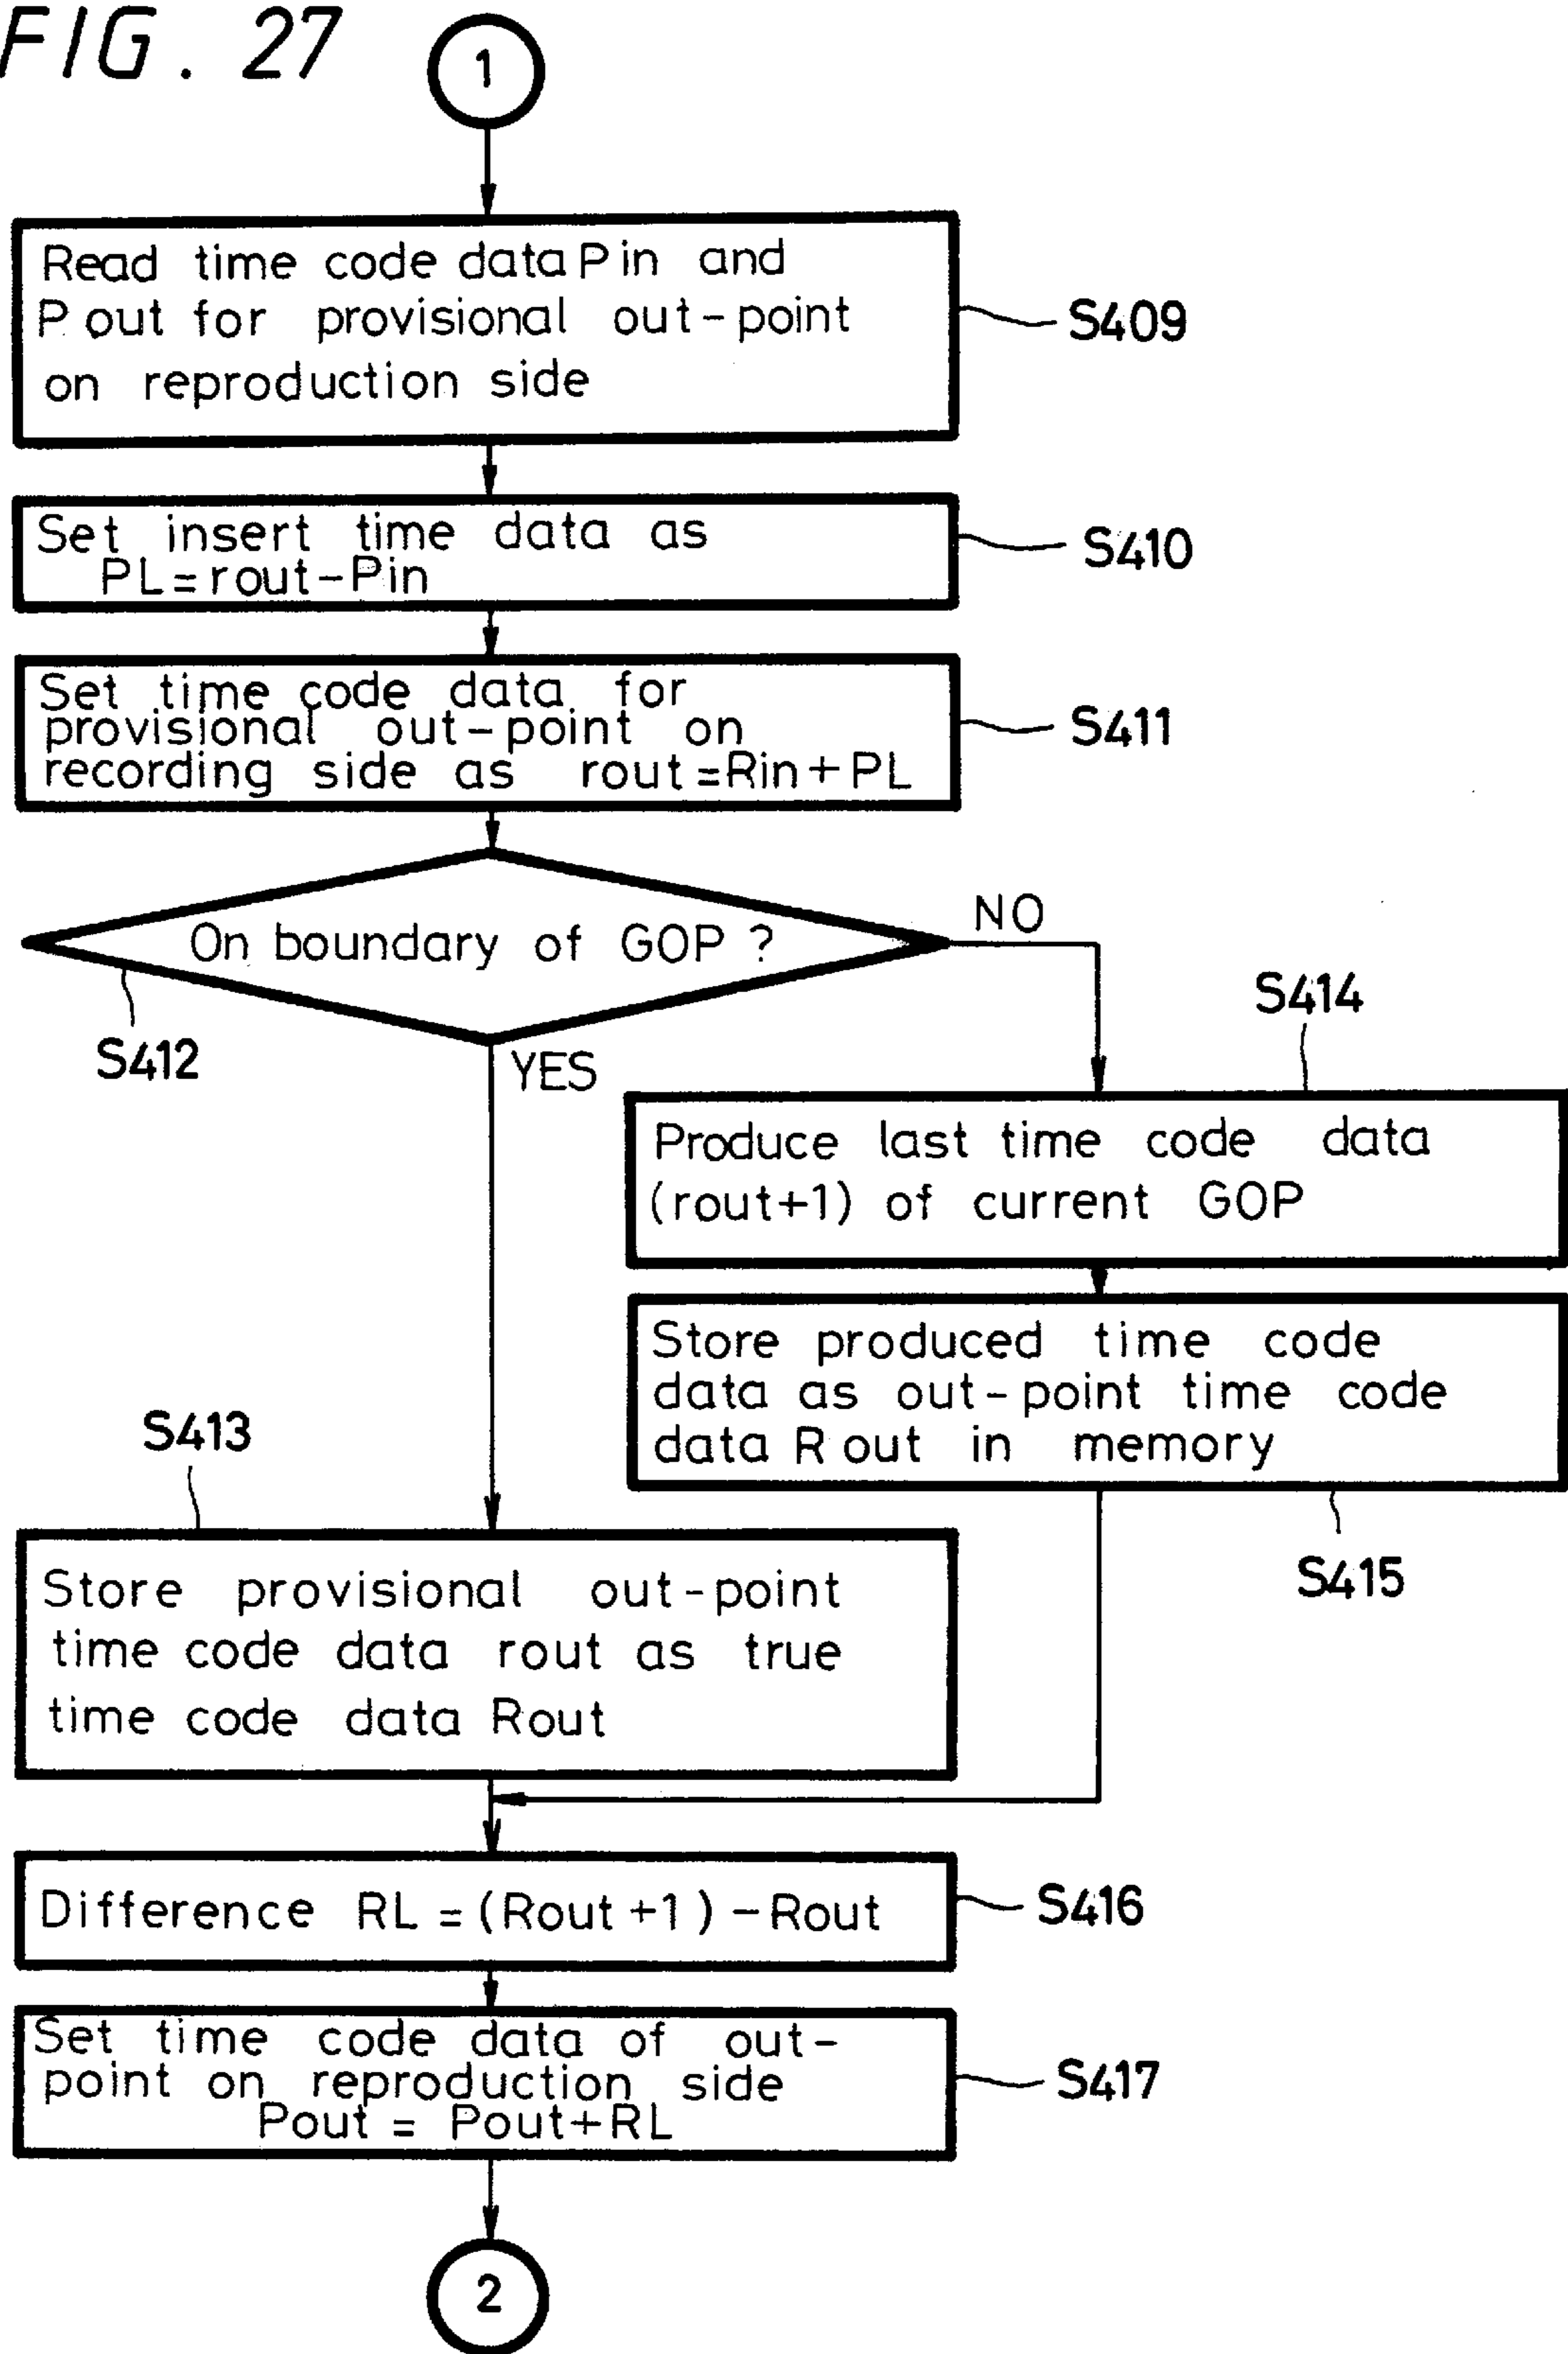 FIG. 27
1
Read time code data Pin and
Pout for provisional out-point
on reproduction side
S409
Set insert time data as
PL=rout-Pin
S410
Set time code data for
provisional out-point on
recording side as rout=Rin+PL
S411
On boundary of GOP ?
NO
S412
YES
S414
Produce last time code data
(rout+1) of current GOP
Store produced time code
data as out-point time code
data Rout in memory
S413
S415
Store provisional out-point
time code data rout as true
time code data Rout
Difference RL=(Rout+1)-Rout
S416
Set time code data of out-
point on reproduction side
Pout = Pout+RL
S417
2